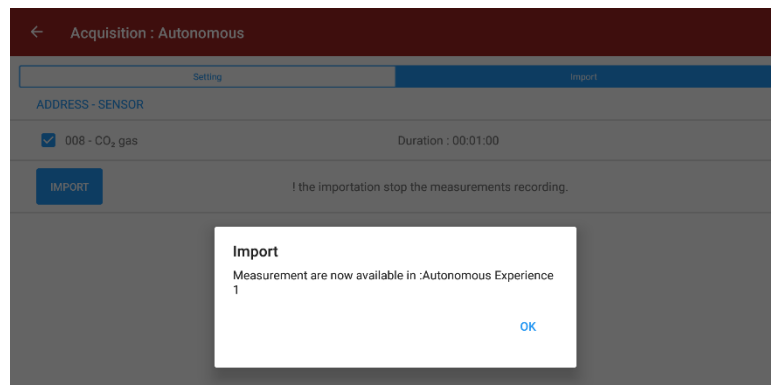 ← Acquisition : Autonomous
Setting Import
ADDRESS - SENSOR
008 - CO₂ gas Duration : 00:01:00
IMPORT ! the importation stop the measurements recording.
Import
Measurement are now available in :Autonomous Experience
1
OK